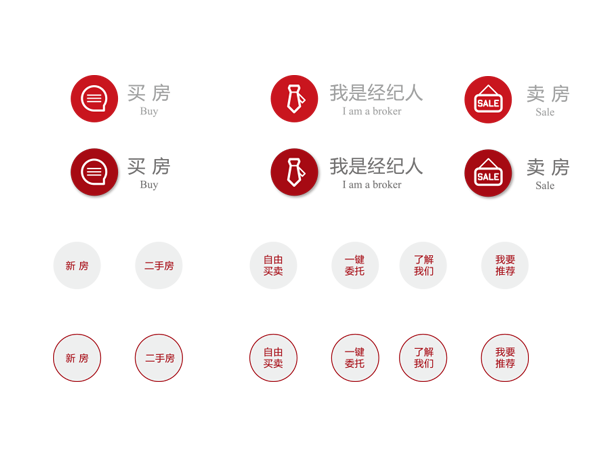 买 房
Buy
我是经纪人
I am a broker
SALE
卖 房
Sale
买 房
Buy
我是经纪人
I am a broker
SALE
卖 房
Sale
新 房
二手房
自由
买卖
一键
委托
了解
我们
我要
推荐
新 房
二手房
自由
买卖
一键
委托
了解
我们
我要
推荐